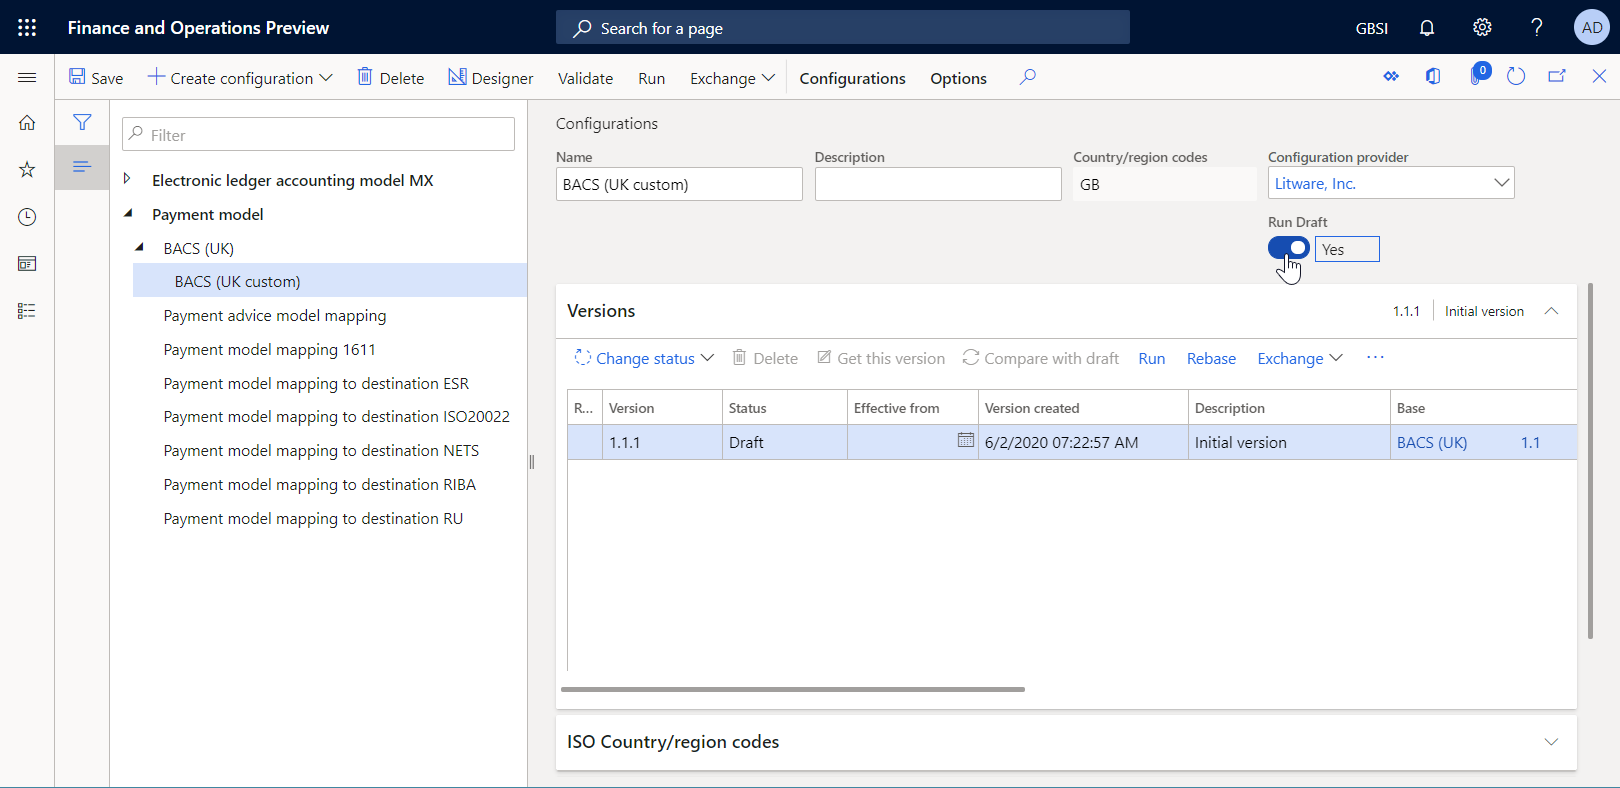 Finance and Operations Preview
Search for a page
GBSI
?
AD
Save
Create configuration
Delete
Designer
Validate
Run
Exchange
Configurations
Options
0
Filter
Electronic ledger accounting model MX
Payment model
BACS (UK)
BACS (UK custom)
Payment advice model mapping
Payment model mapping 1611
Payment model mapping to destination ESR
Payment model mapping to destination ISO20022
Payment model mapping to destination NETS
Payment model mapping to destination RIBA
Payment model mapping to destination RU
Configurations
Name
Description
Country/region codes
Configuration provider
BACS (UK custom)
GB
Litware, Inc.
Run Draft
Yes
Versions
1.1.1
Initial version
Change status
Delete
Get this version
Compare with draft
Run
Rebase
Exchange
...
R... Version Status Effective from Version created Description Base
1.1.1 Draft 6/2/2020 07:22:57 AM Initial version BACS (UK) 1.1
ISO Country/region codes